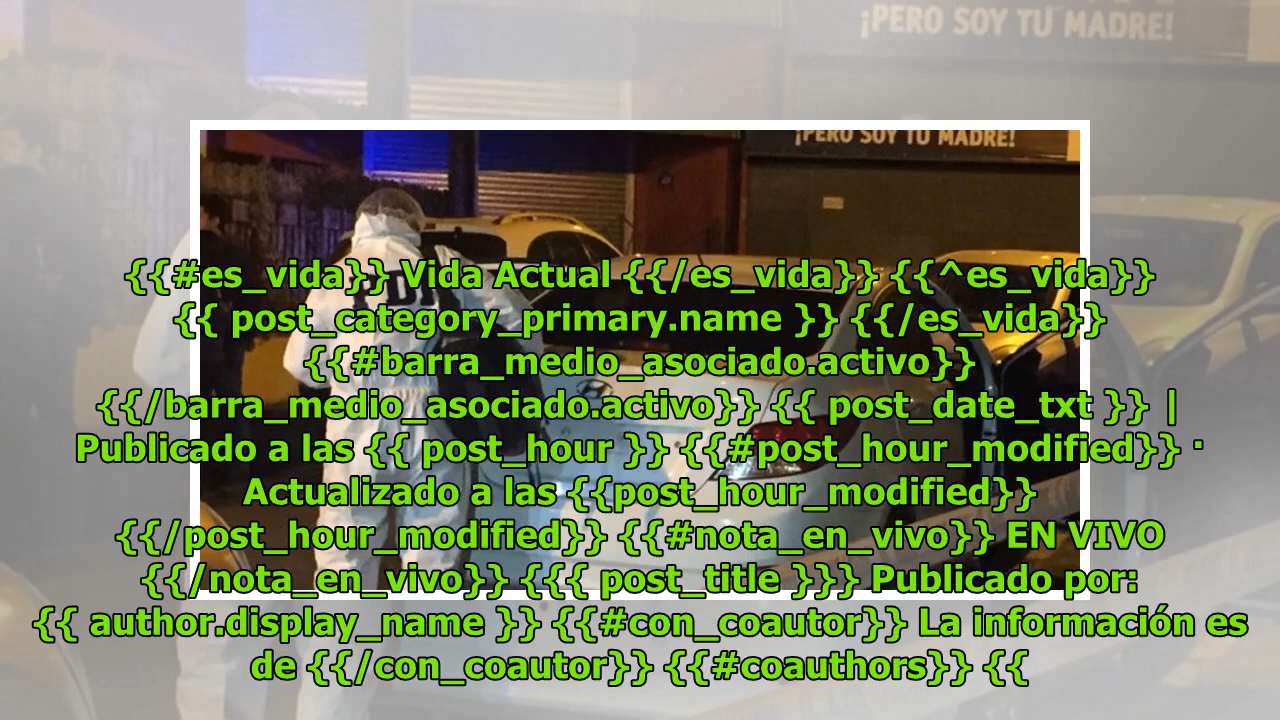 ¡PERO SOY TU MADRE!
¡PERO SOY TU MADRE!
{{#es_vida}} Vida Actual {{/es_vida}} {{^es_vida}}
{{ post_category_primary.name }} {{/es_vida}}
{{#barra_medio_asociado.activo}}
{{/barra_medio_asociado.activo}} {{ post_date_txt }} |
Publicado a las {{ post_hour }} {{#post_hour_modified}} ·
Actualizado a las {{post_hour_modified}}
{{/post_hour_modified}} {{#nota_en_vivo}} EN VIVO
{{/nota_en_vivo}} {{{ post_title }}} Publicado por:
{{ author.display_name }} {{#con_coautor}} La información es
de {{/con_coautor}} {{#coauthors}} {{